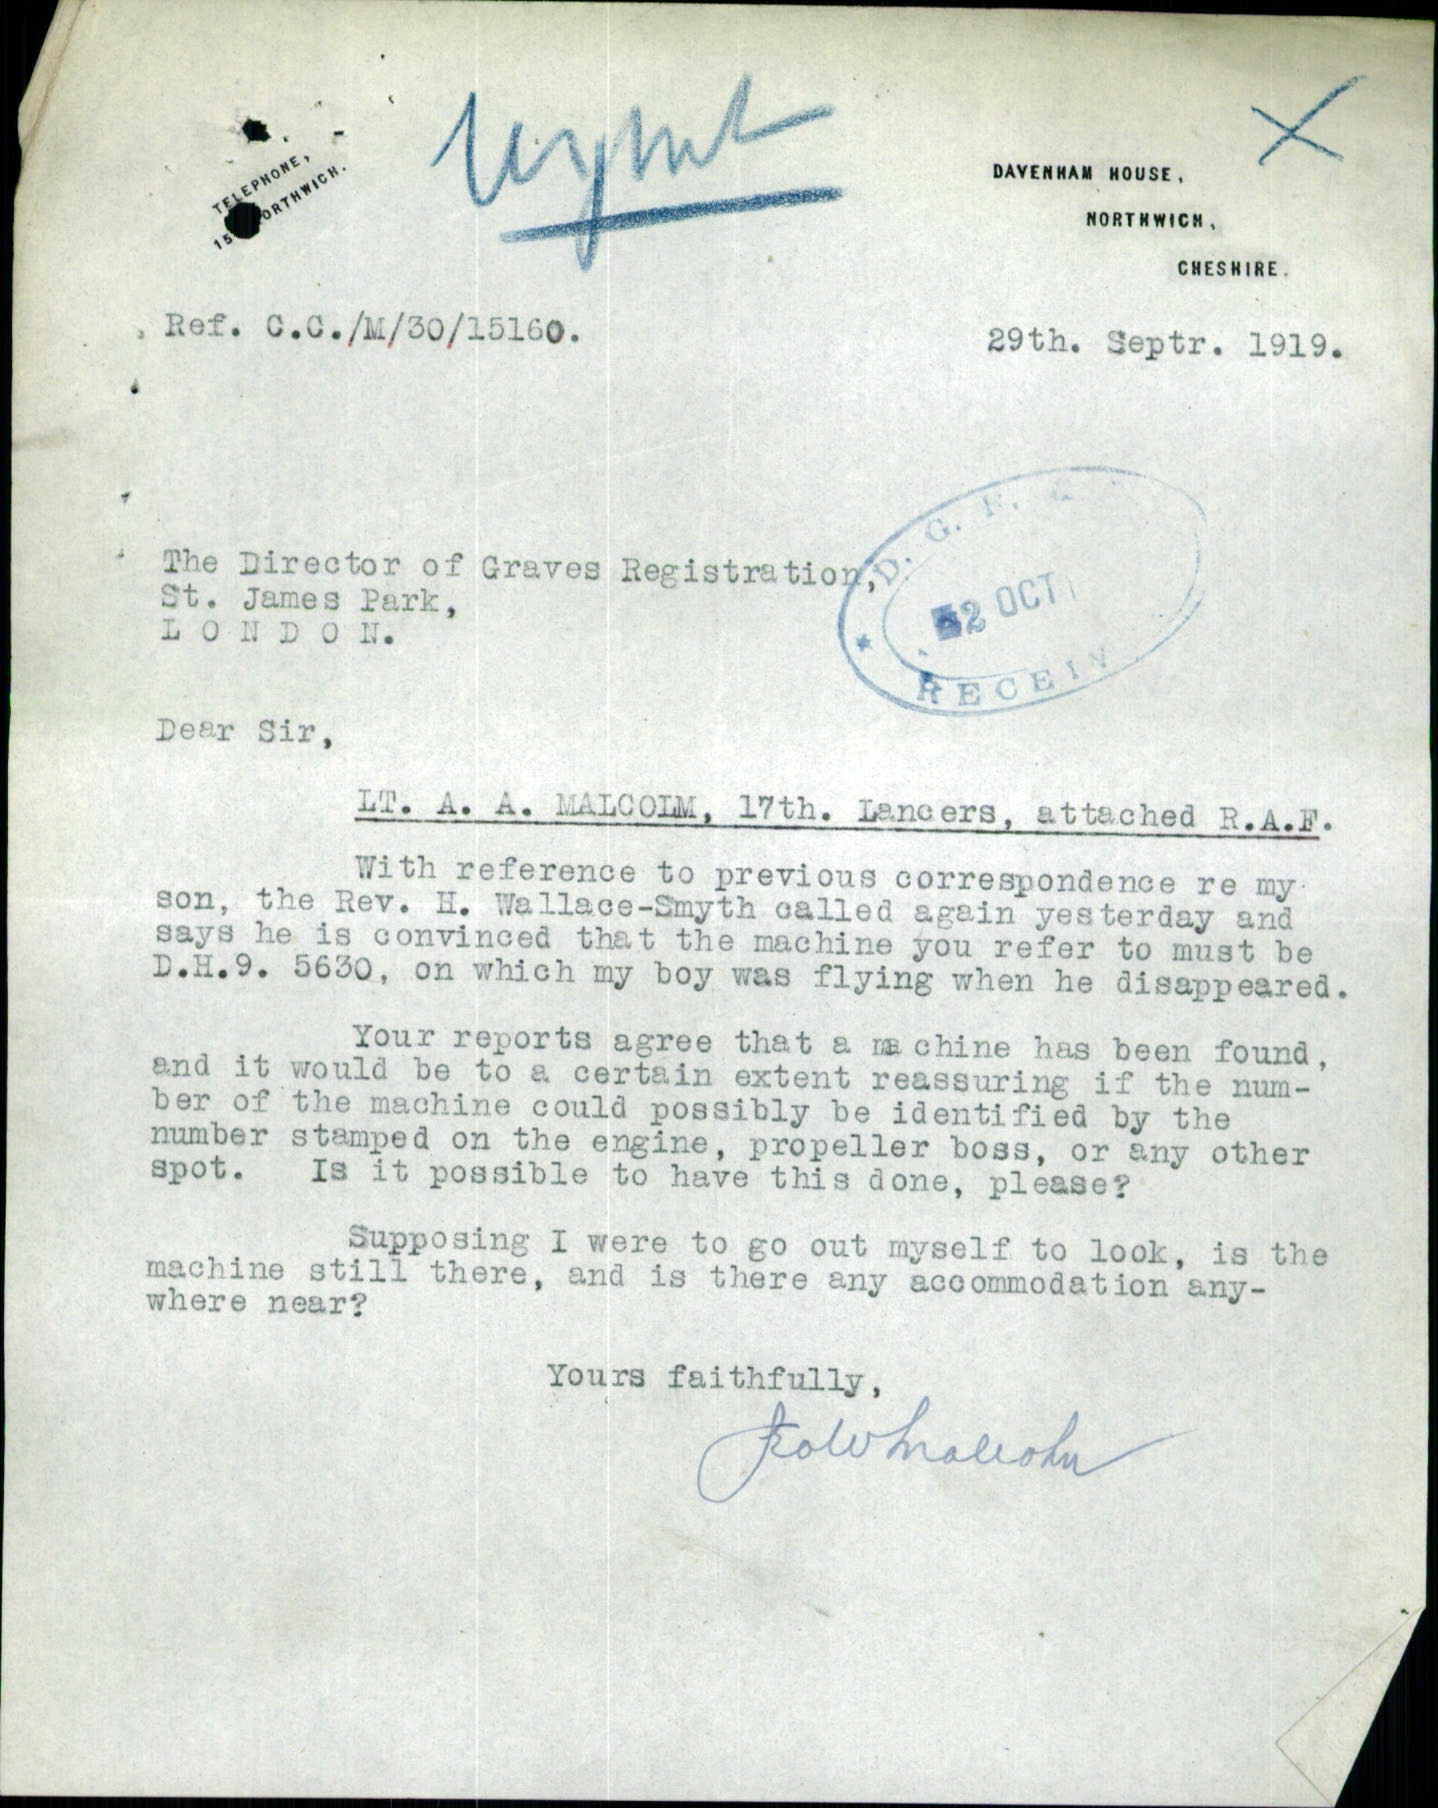 Urgent
TELEPHONE,
NORTHWICH.
DAVENHAM HOUSE,
NORTHWICH,
CHESHIRE.
Ref. C.C./M/30/15160.
29th. Septr. 1919.
The Director of Graves Registration,
St. James Park,
L O N D O N.
D. G. F. &
2 OCT
RECEIV
Dear Sir,
LT. A. A. MALCOLM, 17th. Lancers, attached R.A.F.
With reference to previous correspondence re my
son, the Rev. H. Wallace-Smyth called again yesterday and
says he is convinced that the machine you refer to must be
D.H.9. 5630, on which my boy was flying when he disappeared.
Your reports agree that a machine has been found,
and it would be to a certain extent reassuring if the num-
ber of the machine could possibly be identified by the
number stamped on the engine, propeller boss, or any other
spot. Is it possible to have this done, please?
Supposing I were to go out myself to look, is the
machine still there, and is there any accommodation any-
where near?
Yours faithfully,
Malcolm